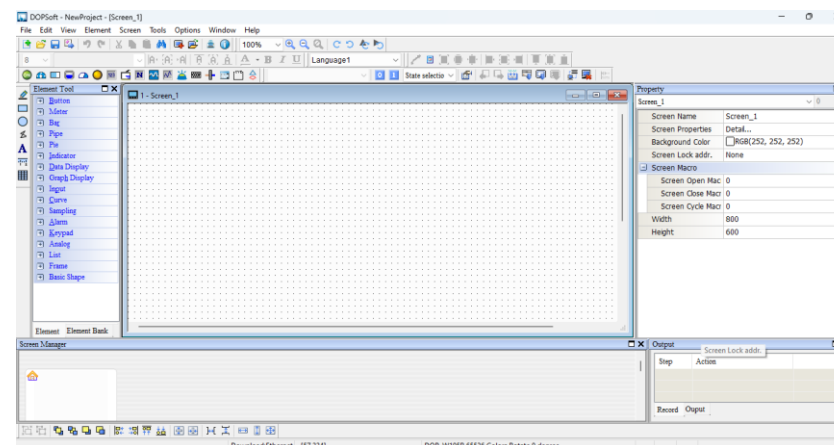 DOPSoft - NewProject - [Screen_1]
File Edit View Element Screen Tools Options Window Help
100%
8 A B I U Language1
0 1 State selectio
Element Tool
Button
Meter
Bar
Pipe
Pie
Indicator
Data Display
Graph Display
Input
Curve
Sampling
Alarm
Keypad
Analog
List
Frame
Basic Shape
Element Element Bank
1 - Screen_1
Property
Screen_1 0
Screen Name Screen_1
Screen Properties Detail...
Background Color RGB(252, 252, 252)
Screen Lock addr. None
Screen Macro
Screen Open Mac 0
Screen Close Macr 0
Screen Cycle Macr 0
Width 800
Height 600
Screen Manager
Output
Screen Lock addr.
Step Action
Record Ouput